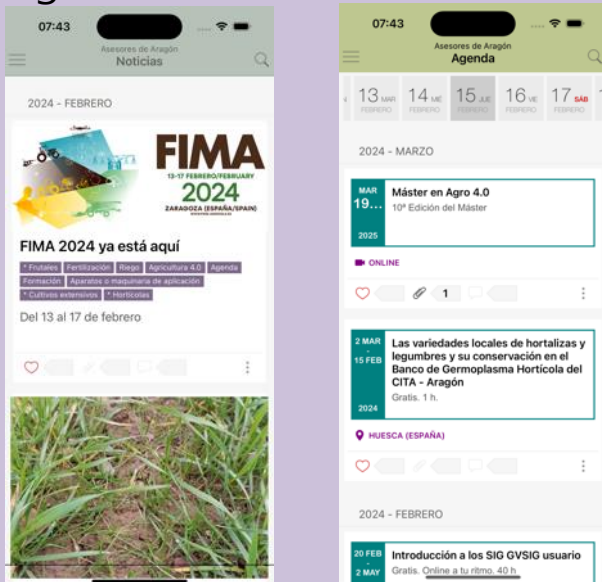 07:43
Asesores de Aragón
Noticias
2024 - FEBRERO
FIMA
13-17 FEBRERO/FEBRUARY
2024
ZARAGOZA (ESPAÑA/SPAIN)
FIMA 2024 ya está aquí
* Frutales Fertilización Riego Agricultura 4.0 Agenda
Formación Aparatos o maquinaria de aplicación
* Cultivos extensivos * Hortícolas
Del 13 al 17 de febrero
07:43
Asesores de Aragón
Agenda
13 MAR 14 MIÉ 15 JUE 16 VIE 17 SÁB
FEBRERO FEBRERO FEBRERO FEBRERO FEBRERO
2024 - MARZO
MAR
19...
2025
Máster en Agro 4.0
10ª Edición del Máster
ONLINE
1
2 MAR
-
15 FEB
2024
Las variedades locales de hortalizas y
legumbres y su conservación en el
Banco de Germoplasma Hortícola del
CITA - Aragón
Gratis. 1 h.
HUESCA (ESPAÑA)
2024 - FEBRERO
20 FEB
-
2 MAY
Introducción a los SIG GVSIG usuario
Gratis. Online a tu ritmo. 40 h